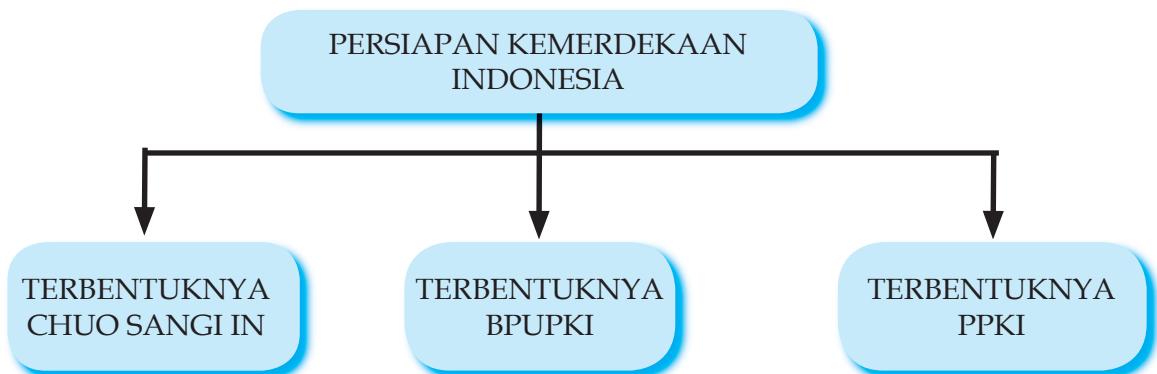 PERSIAPAN KEMERDEKAAN
INDONESIA
TERBENTUKNYA
CHUO SANGI IN
TERBENTUKNYA
BPUPKI
TERBENTUKNYA
PPKI